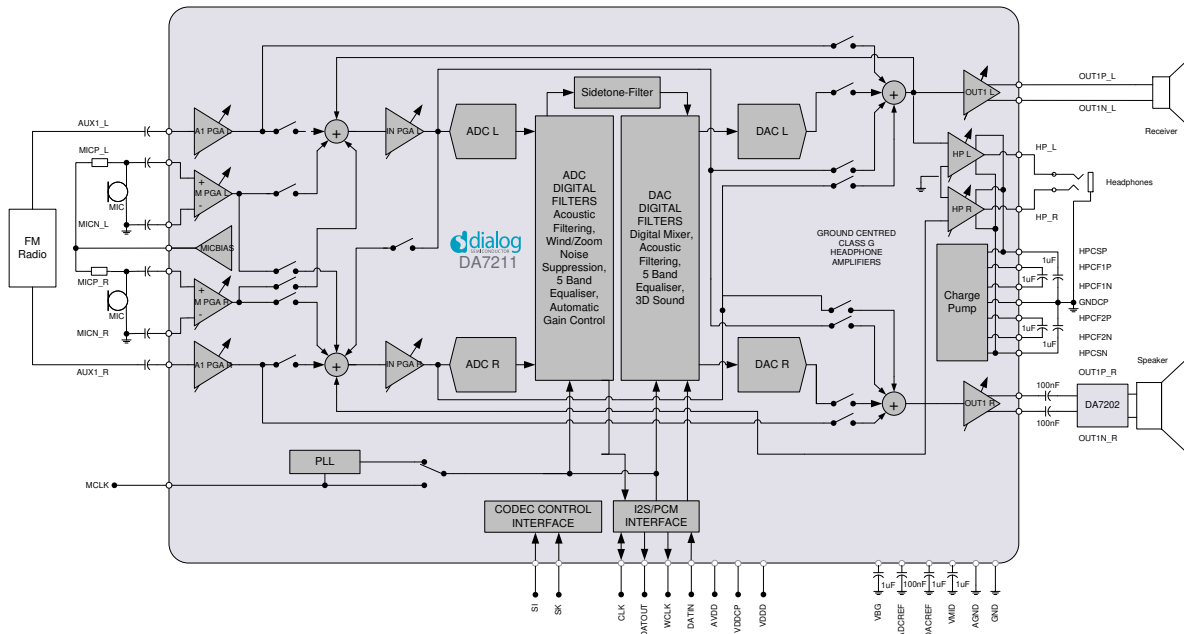 OUT1P_L
OUT1 L
OUT1N_L
Sidetone-Filter
AUX1_L
A1 PGA L
IN PGA L
ADC L
DAC L
Receiver
MICP_L
M PGA L
+
-
MIC
MICN_L
HP L
HP_L
Headphones
HP R
HP_R
ADC
DIGITAL
FILTERS
Acoustic
Filtering,
Wind/Zoom
Noise
Suppression,
5 Band
Equaliser,
Automatic
Gain Control
DAC
DIGITAL
FILTERS
Digital Mixer,
Acoustic
Filtering,
5 Band
Equaliser,
3D Sound
FM
Radio
MICBIAS
dialog
SEMICONDUCTOR
DA7211
GROUND CENTRED
CLASS G
HEADPHONE
AMPLIFIERS
MICP_R
M PGA R
+
-
MIC
MICN_R
Charge
Pump
HPCSP
1uF
HPCF1P
1uF
HPCF1N
GNDCP
HPCF2P
1uF
HPCF2N
1uF
HPCSN
AUX1_R
A1 PGA R
IN PGA R
ADC R
DAC R
Speaker
OUT1P_R
OUT1 R
100nF
100nF
DA7202
OUT1N_R
PLL
MCLK
CODEC CONTROL
INTERFACE
I2S/PCM
INTERFACE
SI
SK
CLK
DATOUT
WCLK
DATIN
AVDD
VDDCP
VDDD
VBG
1uF
ADCREF
100nF
DACREF
1uF
VMID
1uF
AGND
GND